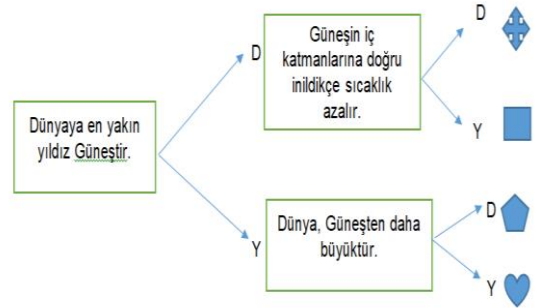 Dünyaya en yakın
yıldız Güneştir.
D
Güneşin iç
katmanlarına doğru
inildikçe sıcaklık
azalır.
D
Y
Y
Dünya, Güneşten daha
büyüktür.
D
Y